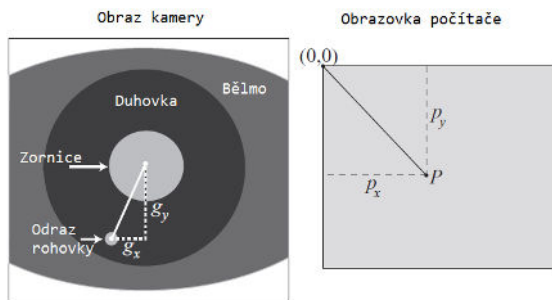 Obraz kamery
Obrazovka počítače
(0,0)
Bělmo
Duhovka
Zornice
Odraz
rohovky
g_y
g_x
p_y
p_x
P